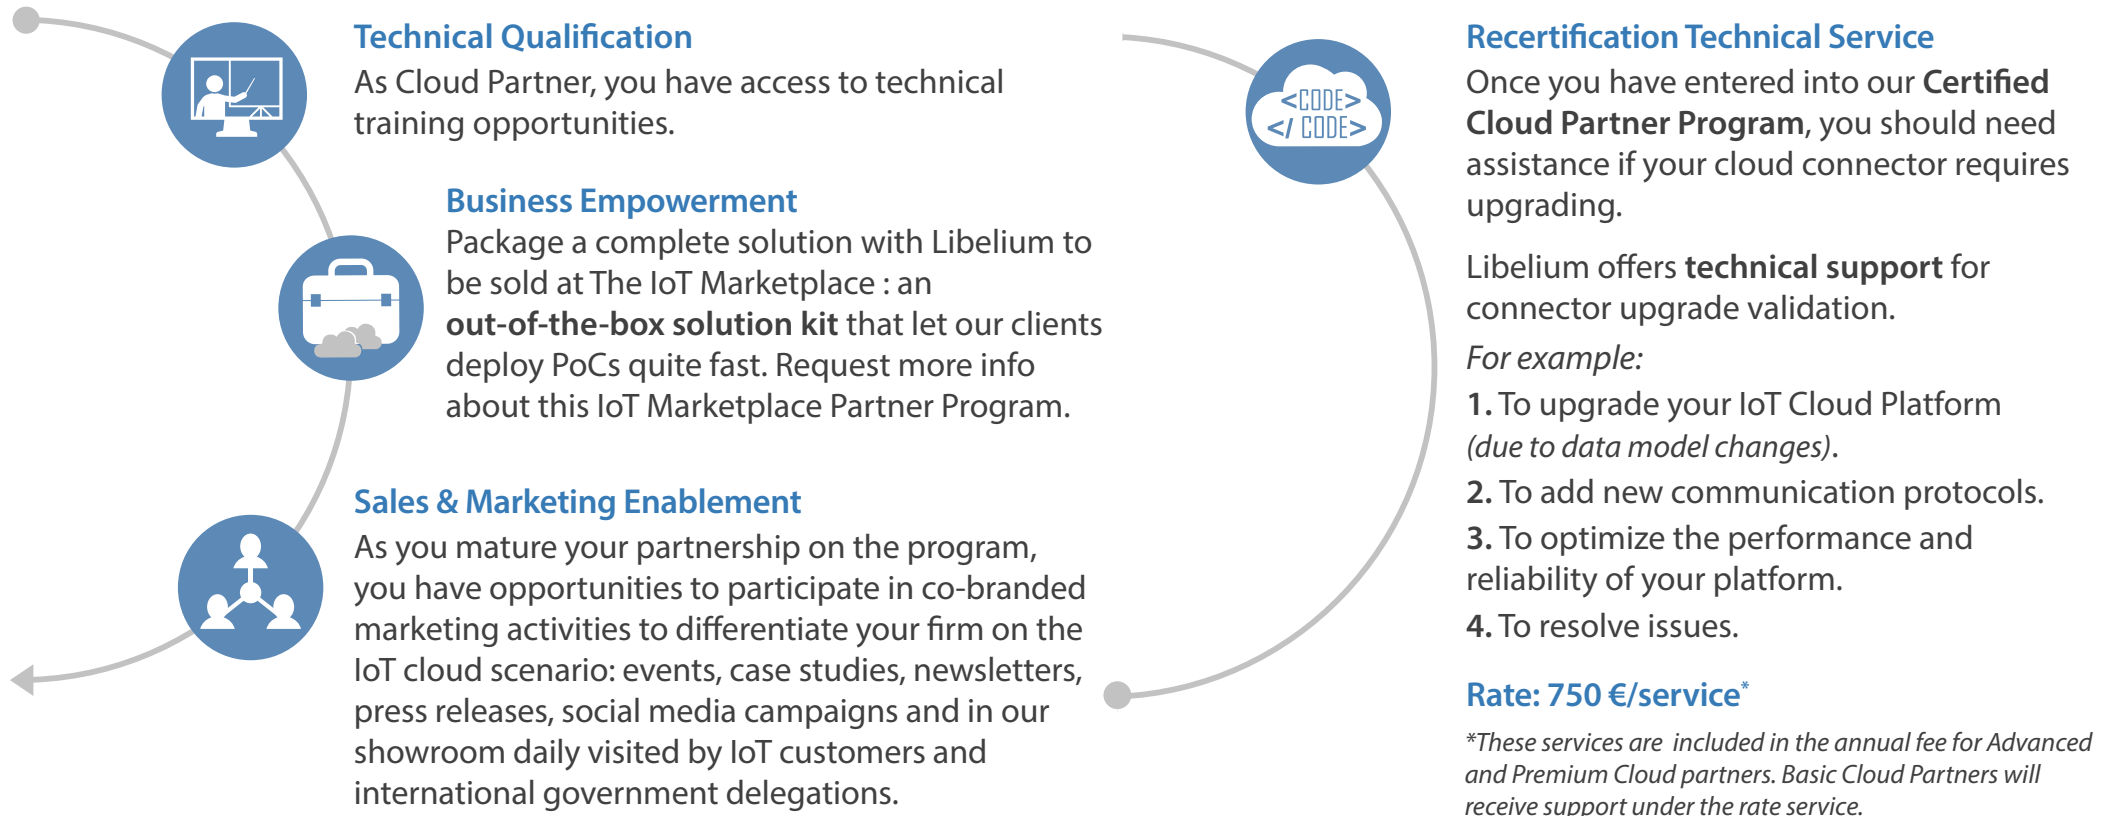 Technical Qualification
As Cloud Partner, you have access to technical
training opportunities.
Business Empowerment
Package a complete solution with Libelium to
be sold at The IoT Marketplace : an
out-of-the-box solution kit that let our clients
deploy PoCs quite fast. Request more info
about this IoT Marketplace Partner Program.
Sales & Marketing Enablement
As you mature your partnership on the program,
you have opportunities to participate in co-branded
marketing activities to differentiate your firm on the
IoT cloud scenario: events, case studies, newsletters,
press releases, social media campaigns and in our
showroom daily visited by IoT customers and
international government delegations.
<CODE>
</ CODE>
Recertification Technical Service
Once you have entered into our Certified
Cloud Partner Program, you should need
assistance if your cloud connector requires
upgrading.
Libelium offers technical support for
connector upgrade validation.
For example:
1. To upgrade your IoT Cloud Platform
(due to data model changes).
2. To add new communication protocols.
3. To optimize the performance and
reliability of your platform.
4. To resolve issues.
Rate: 750 €/service*
*These services are included in the annual fee for Advanced
and Premium Cloud partners. Basic Cloud Partners will
receive support under the rate service.